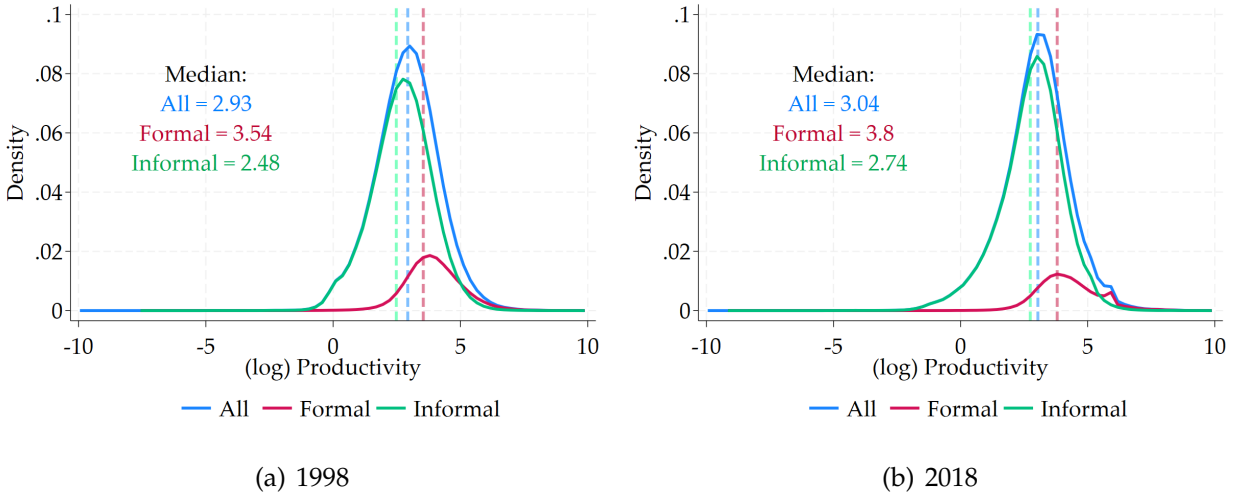 .1
.08
.06
.04
.02
0
Density
Median:
All = 2.93
Formal = 3.54
Informal = 2.48
-10 -5 0 5 10
(log) Productivity
All Formal Informal
(a) 1998
.1
.08
.06
.04
.02
0
Density
Median:
All = 3.04
Formal = 3.8
Informal = 2.74
-10 -5 0 5 10
(log) Productivity
All Formal Informal
(b) 2018